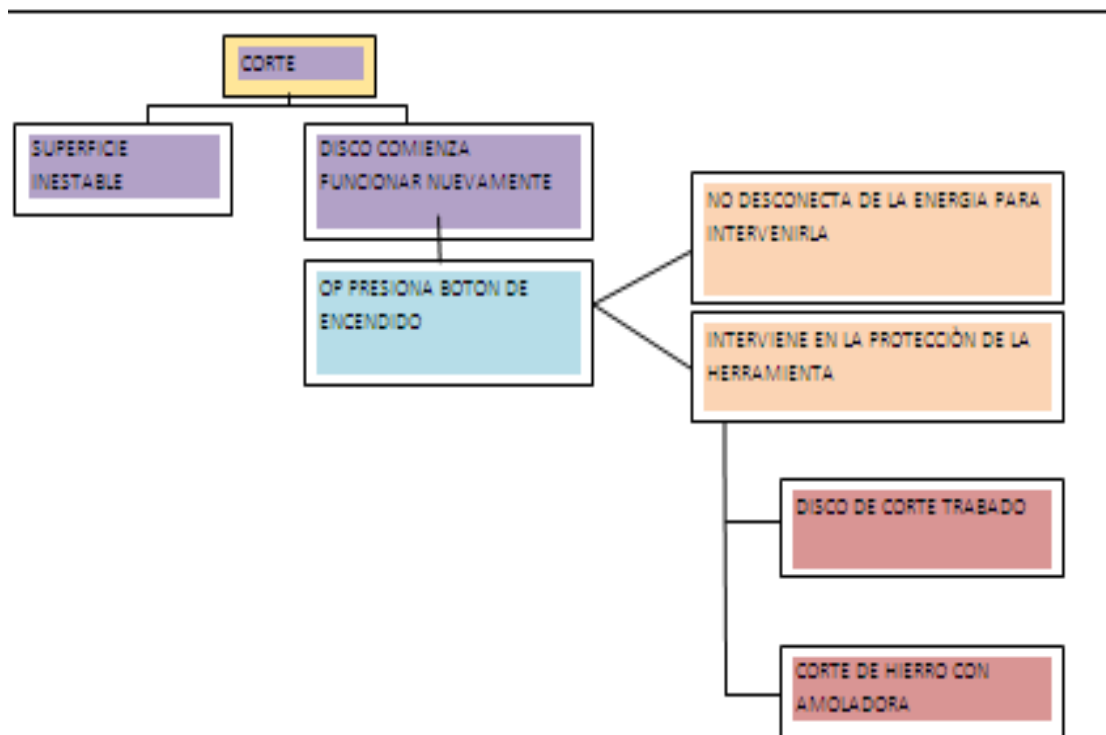 CORTE
SUPERFICIE
INESTABLE
DISCO COMIENZA
FUNCIONAR NUEVAMENTE
OP PRESIONA BOTON DE
ENCENDIDO
NO DESCONECTA DE LA ENERGIA PARA
INTERVENIRLA
INTERVIENE EN LA PROTECCIÒN DE LA
HERRAMIENTA
DISCO DE CORTE TRABADO
CORTE DE HIERRO CON
AMOLADORA